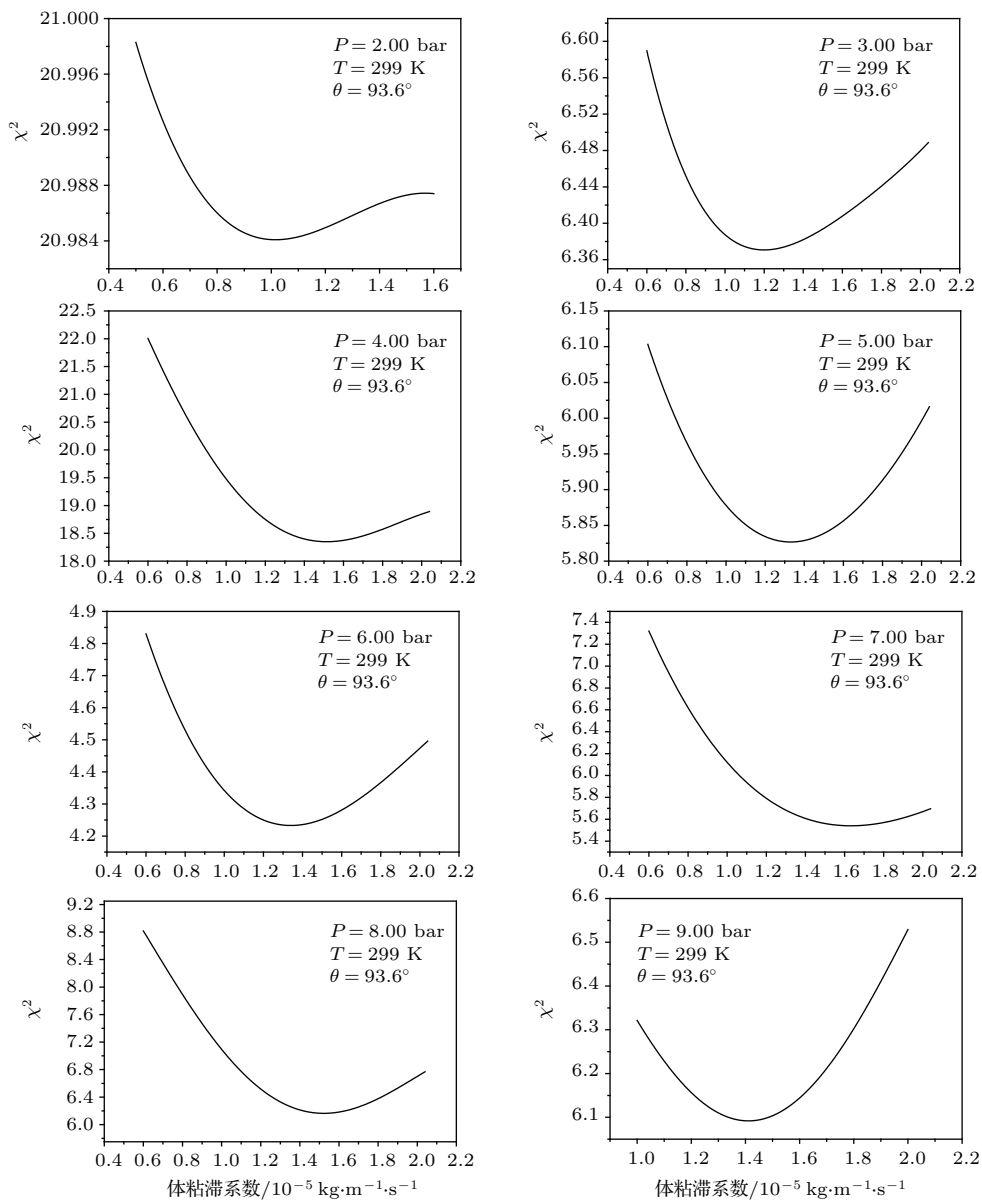 21.000
20.996
20.992
20.988
20.984
χ²
P = 2.00 bar
T = 299 K
θ = 93.6°
0.4 0.6 0.8 1.0 1.2 1.4 1.6
6.60
6.56
6.52
6.48
6.44
6.40
6.36
χ²
P = 3.00 bar
T = 299 K
θ = 93.6°
0.4 0.6 0.8 1.0 1.2 1.4 1.6 1.8 2.0 2.2
22.5
22.0
21.5
21.0
20.5
20.0
19.5
19.0
18.5
18.0
χ²
P = 4.00 bar
T = 299 K
θ = 93.6°
0.4 0.6 0.8 1.0 1.2 1.4 1.6 1.8 2.0 2.2
6.15
6.10
6.05
6.00
5.95
5.90
5.85
5.80
χ²
P = 5.00 bar
T = 299 K
θ = 93.6°
0.4 0.6 0.8 1.0 1.2 1.4 1.6 1.8 2.0 2.2
4.9
4.8
4.7
4.6
4.5
4.4
4.3
4.2
χ²
P = 6.00 bar
T = 299 K
θ = 93.6°
0.4 0.6 0.8 1.0 1.2 1.4 1.6 1.8 2.0 2.2
7.4
7.2
7.0
6.8
6.6
6.4
6.2
6.0
5.8
5.6
5.4
χ²
P = 7.00 bar
T = 299 K
θ = 93.6°
0.4 0.6 0.8 1.0 1.2 1.4 1.6 1.8 2.0 2.2
9.2
8.8
8.4
8.0
7.6
7.2
6.8
6.4
6.0
χ²
P = 8.00 bar
T = 299 K
θ = 93.6°
0.4 0.6 0.8 1.0 1.2 1.4 1.6 1.8 2.0 2.2
体粘滞系数/10⁻⁵ kg·m⁻¹·s⁻¹
6.6
6.5
6.4
6.3
6.2
6.1
χ²
P = 9.00 bar
T = 299 K
θ = 93.6°
1.0 1.2 1.4 1.6 1.8 2.0 2.2
体粘滞系数/10⁻⁵ kg·m⁻¹·s⁻¹